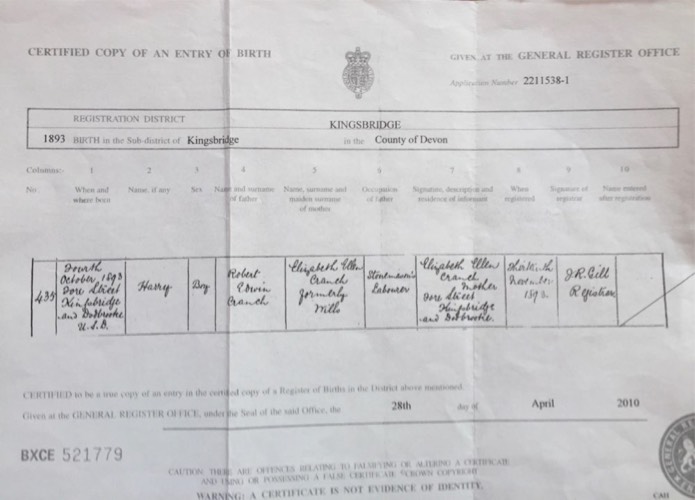 CERTIFIED COPY OF AN ENTRY OF BIRTH
GIVEN AT THE GENERAL REGISTER OFFICE
Application Number 2211538-1
REGISTRATION DISTRICT
KINGSBRIDGE
1893 BIRTH in the Sub-district of Kingsbridge in the County of Devon
Columns:- 1 2 3 4 5 6 7 8 9 10
No. When and Name, if any Sex Name and surname Name, surname and Occupation Signature, description and When Signature of Name entered
where born of father maiden surname of father residence of informant registered registrar after registration
of mother
Fourth
October, 1893
Fore Street
Kingsbridge
and Dodbrooke
U.S.D.
435
Harry
Boy
Robert
Edwin
Cranch
Elizabeth Ellen
Cranch
formerly
Mills
Stonemason's
Labourer
Elizabeth Ellen
Cranch
Mother
Fore Street
Kingsbridge
and Dodbrooke.
November
1893.
J.R. Gill
Registrar
CERTIFIED to be a true copy of an entry in the certified copy of a Register of Births in the District above mentioned.
Given at the GENERAL REGISTER OFFICE, under the Seal of the said Office, the 28th day of April 2010
BXCE 521779
CAUTION: THERE ARE OFFENCES RELATING TO FALSIFYING OR ALTERING A CERTIFICATE
AND USING OR POSSESSING A FALSE CERTIFICATE ©CROWN COPYRIGHT
WARNING: A CERTIFICATE IS NOT EVIDENCE OF IDENTITY.